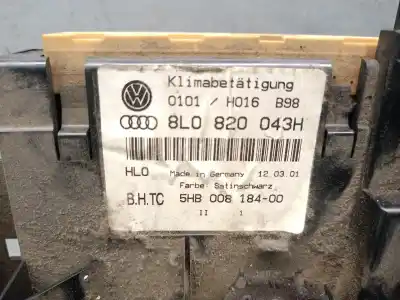 Klimabetätigung
0101 / H016 B98
8L0 820 043H
HLO Made in Germany 12.03.01
Farbe: Satinschwarz
B.H.TC 5HB 008 184-00
II 1